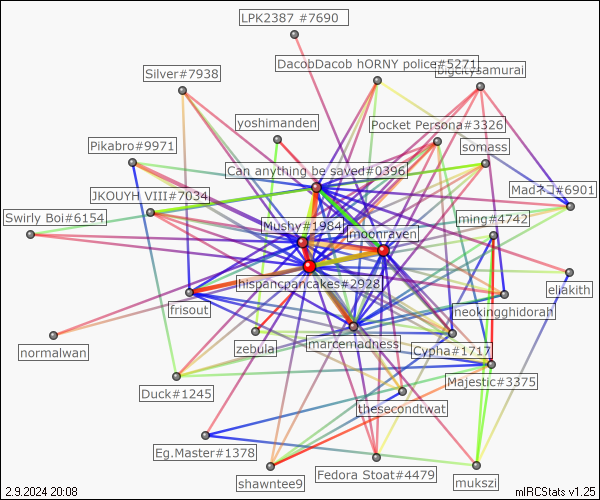 LPK2387 #7690
DacobDacob hORNY police#5271
bigcitysamurai
Silver#7938
yoshimanden
Pocket Persona#3326
Pikabro#9971
somass
Can anything be saved#0396
JKOUYH VIII#7034
Madネコ#6901
Swirly Boi#6154
Mushy#1984
ming#4742
moonraven
hispancpancakes#2928
eliakith
frisout
neokingghidorah
normalwan
zebula
marcemadness
Cypha#1717
Majestic#3375
Duck#1245
thesecondtwat
Eg.Master#1378
shawntee9
Fedora Stoat#4479
mukszi
2.9.2024 20:08
mIRCStats v1.25